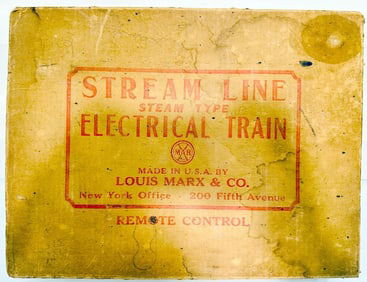 STREAM LINE
STEAM TYPE
ELECTRICAL TRAIN
MAR
MADE IN U.S.A. BY
LOUIS MARX & CO.
New York Office - 200 Fifth Avenue
REMOTE CONTROL